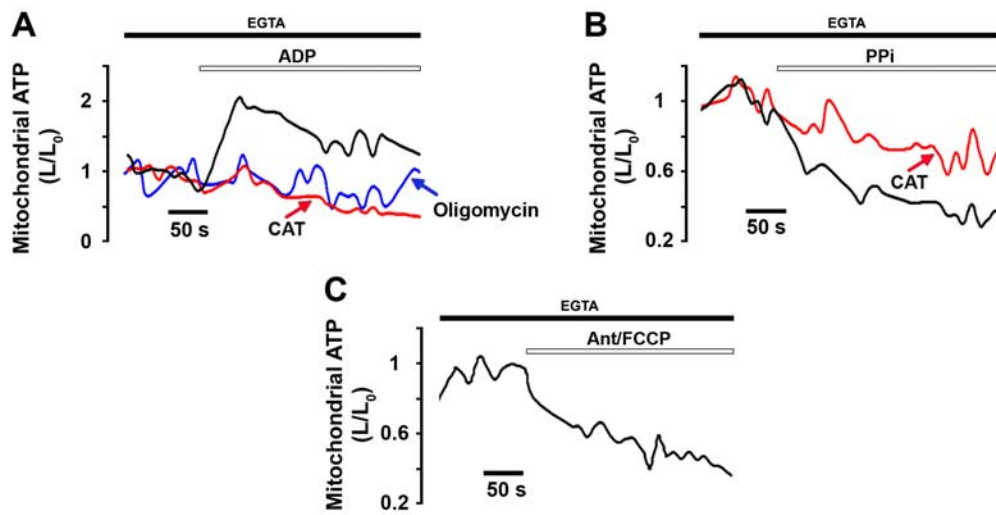 A
EGTA
ADP
Mitochondrial ATP
(L/L0)
2
1
0
50 s
CAT
Oligomycin
B
EGTA
PPi
Mitochondrial ATP
(L/L0)
1
0.6
0.2
50 s
CAT
C
EGTA
Ant/FCCP
Mitochondrial ATP
(L/L0)
1
0.6
0.2
50 s